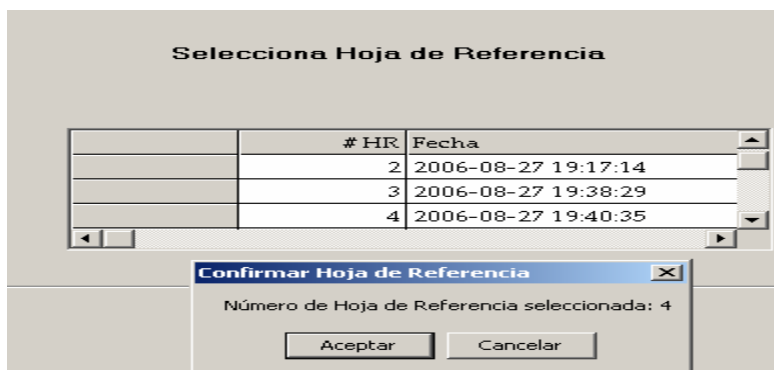 Selecciona Hoja de Referencia
# HR Fecha
2 2006-08-27 19:17:14
3 2006-08-27 19:38:29
4 2006-08-27 19:40:35
Confirmar Hoja de Referencia
Número de Hoja de Referencia seleccionada: 4
Aceptar Cancelar